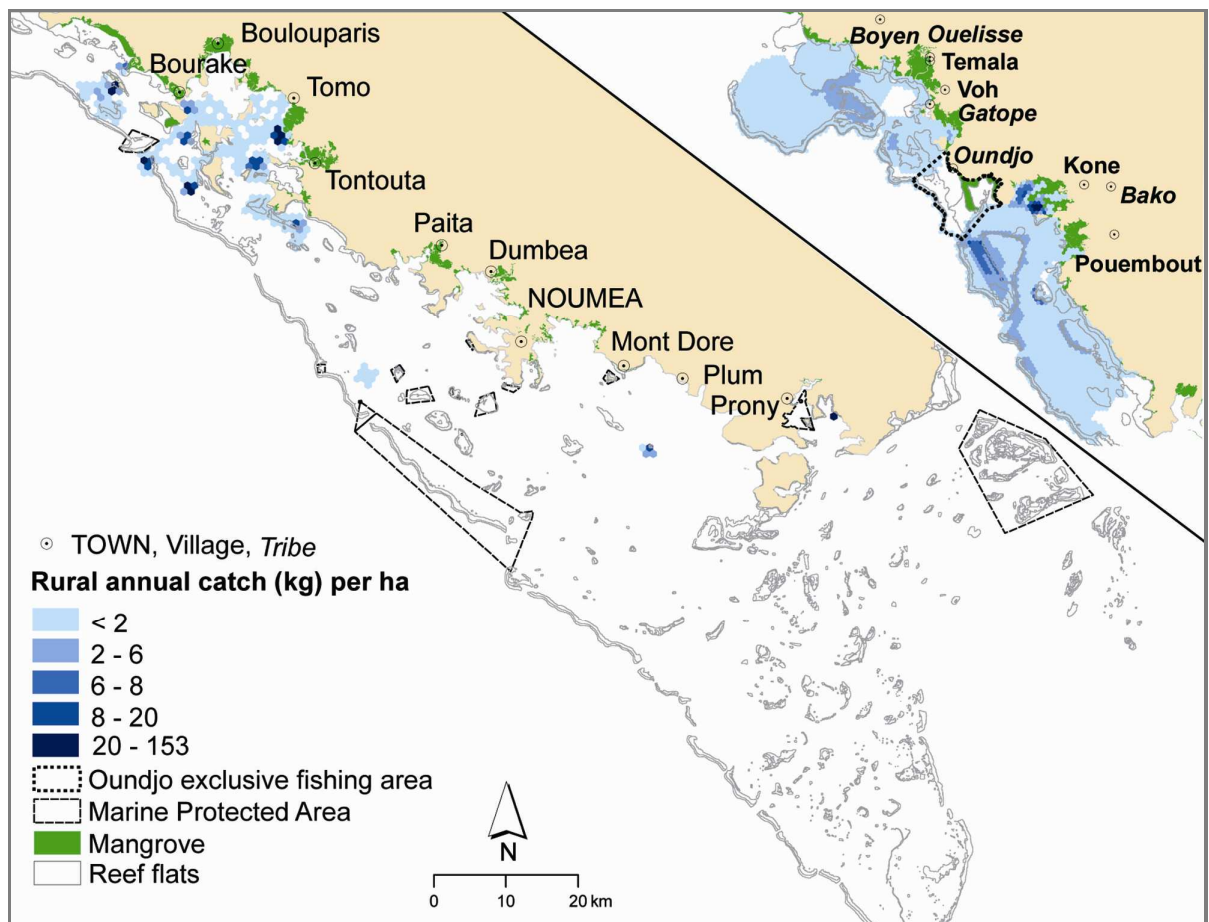 Boulouparis
Bourake
Tomo
Tontouta
Paita
Dumbea
NOUMEA
Mont Dore
Plum
Prony
Boyen Ouelisse
Temala
Voh
Gatope
Oundjo
Kone
Bako
Pouembout
TOWN, Village, Tribe
Rural annual catch (kg) per ha
< 2
2 - 6
6 - 8
8 - 20
20 - 153
Oundjo exclusive fishing area
Marine Protected Area
Mangrove
Reef flats
N
0 10 20 km